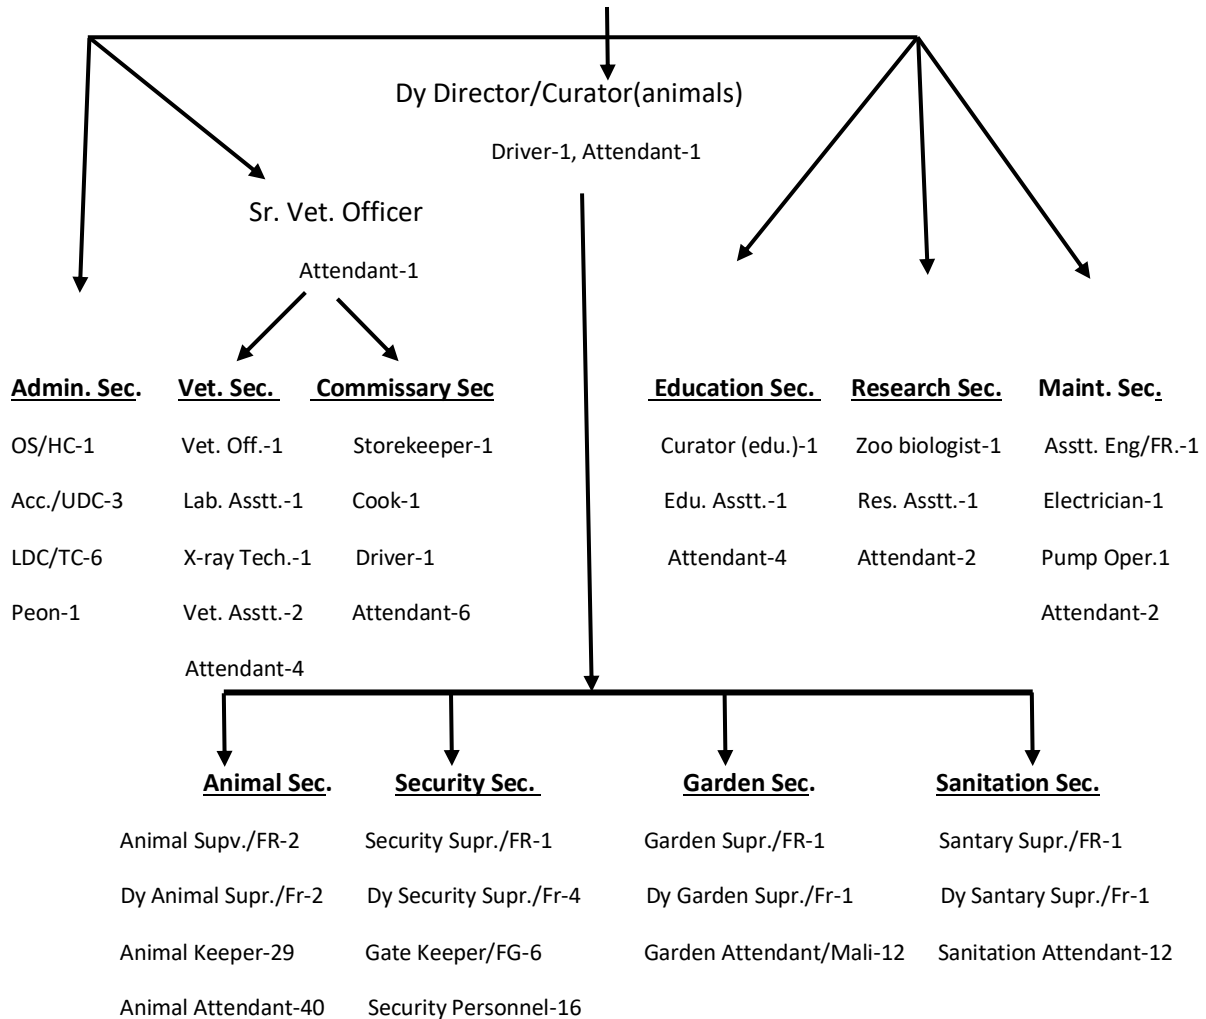 Dy Director/Curator(animals)
Driver-1, Attendant-1
Sr. Vet. Officer
Attendant-1
Admin. Sec. Vet. Sec. Commissary Sec Education Sec. Research Sec. Maint. Sec.
OS/HC-1 Vet. Off.-1 Storekeeper-1 Curator (edu.)-1 Zoo biologist-1 Asstt. Eng/FR.-1
Acc./UDC-3 Lab. Asstt.-1 Cook-1 Edu. Asstt.-1 Res. Asstt.-1 Electrician-1
LDC/TC-6 X-ray Tech.-1 Driver-1 Attendant-4 Attendant-2 Pump Oper.1
Peon-1 Vet. Asstt.-2 Attendant-6 Attendant-2
Attendant-4
Animal Sec. Security Sec. Garden Sec. Sanitation Sec.
Animal Supv./FR-2 Security Supr./FR-1 Garden Supr./FR-1 Santary Supr./FR-1
Dy Animal Supr./Fr-2 Dy Security Supr./Fr-4 Dy Garden Supr./Fr-1 Dy Santary Supr./Fr-1
Animal Keeper-29 Gate Keeper/FG-6 Garden Attendant/Mali-12 Sanitation Attendant-12
Animal Attendant-40 Security Personnel-16